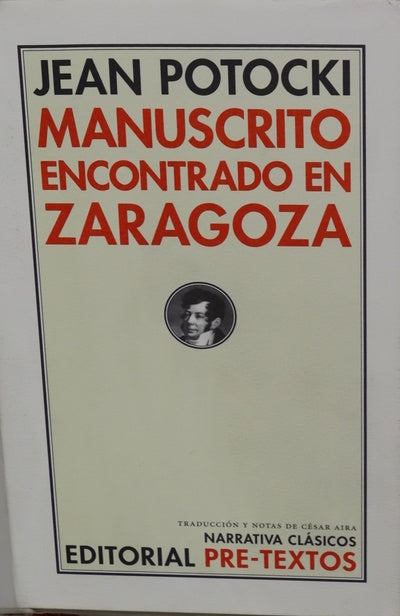 JEAN POTOCKI
MANUSCRITO
ENCONTRADO EN
ZARAGOZA
TRADUCCIÓN Y NOTAS DE CÉSAR AIRA
NARRATIVA CLÁSICOS
EDITORIAL PRE-TEXTOS